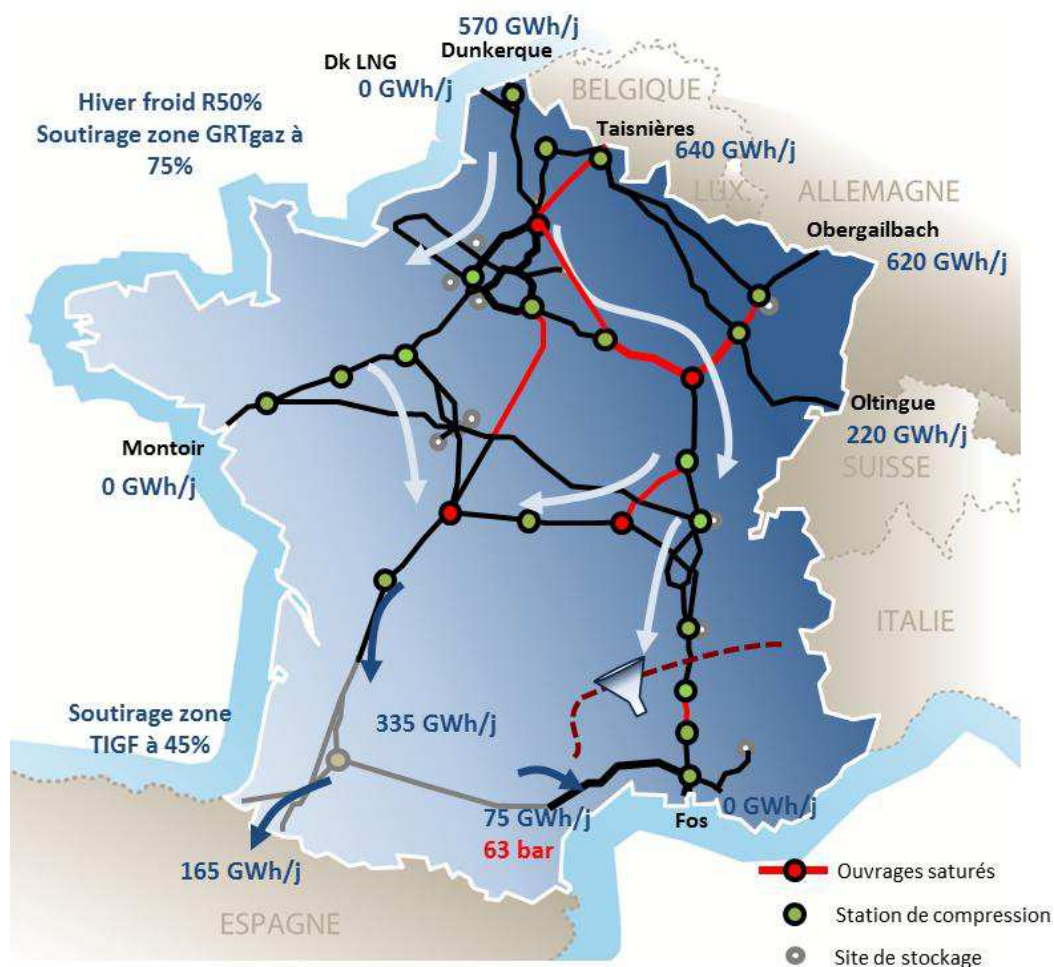 570 GWh/j
Dunkerque
Dk LNG
0 GWh/j
BELGIQUE
Hiver froid R50%
Soutirage zone GRTgaz à
75%
Taisnières
640 GWh/j
LUX.
ALLEMAGNE
Obergailbach
620 GWh/j
Oltingue
220 GWh/j
SUISSE
Montoir
0 GWh/j
ITALIE
Soutirage zone
TIGF à 45%
335 GWh/j
75 GWh/j
63 bar
Fos
0 GWh/j
165 GWh/j
ESPAGNE
Ouvrages saturés
Station de compression
Site de stockage